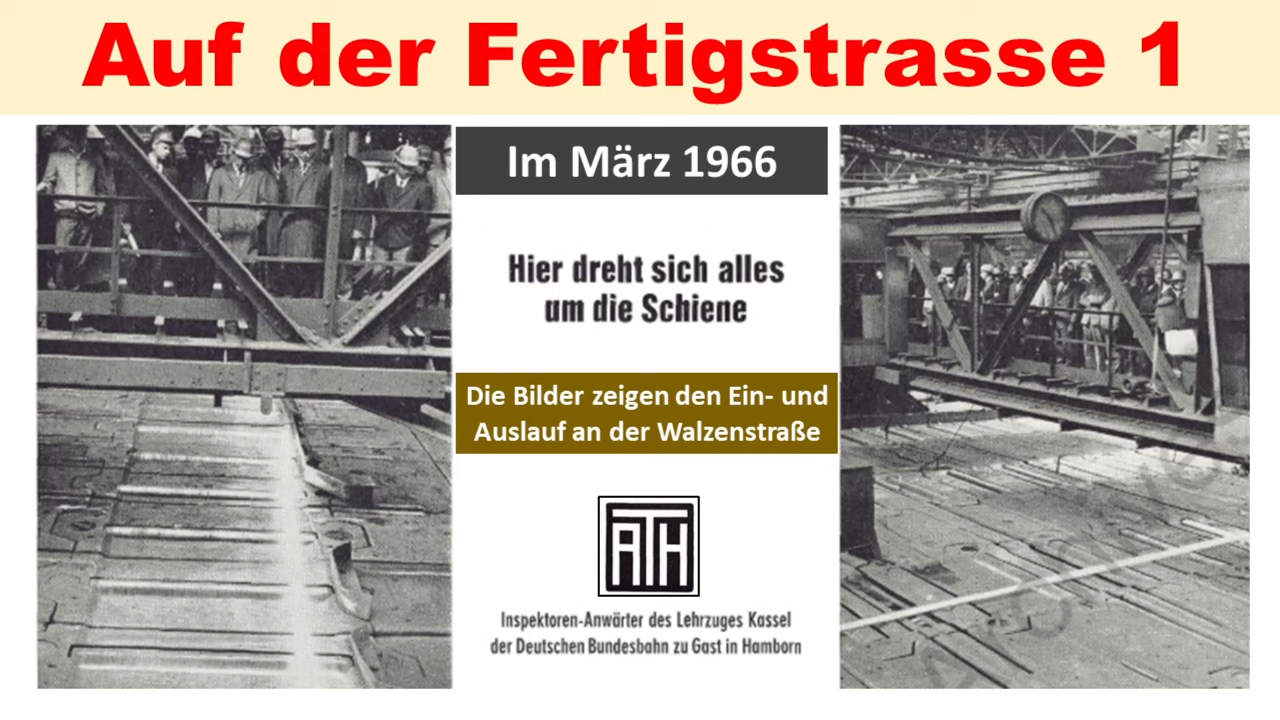 Auf der Fertigstrasse 1
Im März 1966
Hier dreht sich alles
um die Schiene
Die Bilder zeigen den Ein- und
Auslauf an der Walzenstraße
ATH
Inspektoren-Anwärter des Lehrzuges Kassel
der Deutschen Bundesbahn zu Gast in Hamborn